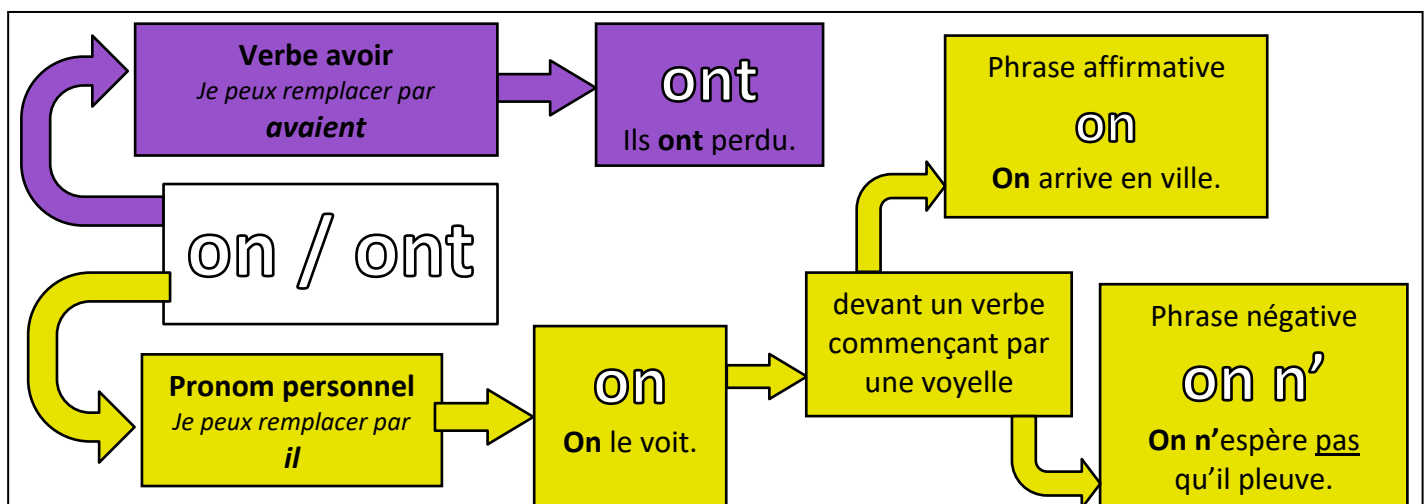 Verbe avoir
Je peux remplacer par
avaient
ont
Ils ont perdu.
on / ont
Pronom personnel
Je peux remplacer par
il
on
On le voit.
devant un verbe
commençant par
une voyelle
Phrase affirmative
on
On arrive en ville.
Phrase négative
on n’
On n’espère pas
qu’il pleuve.